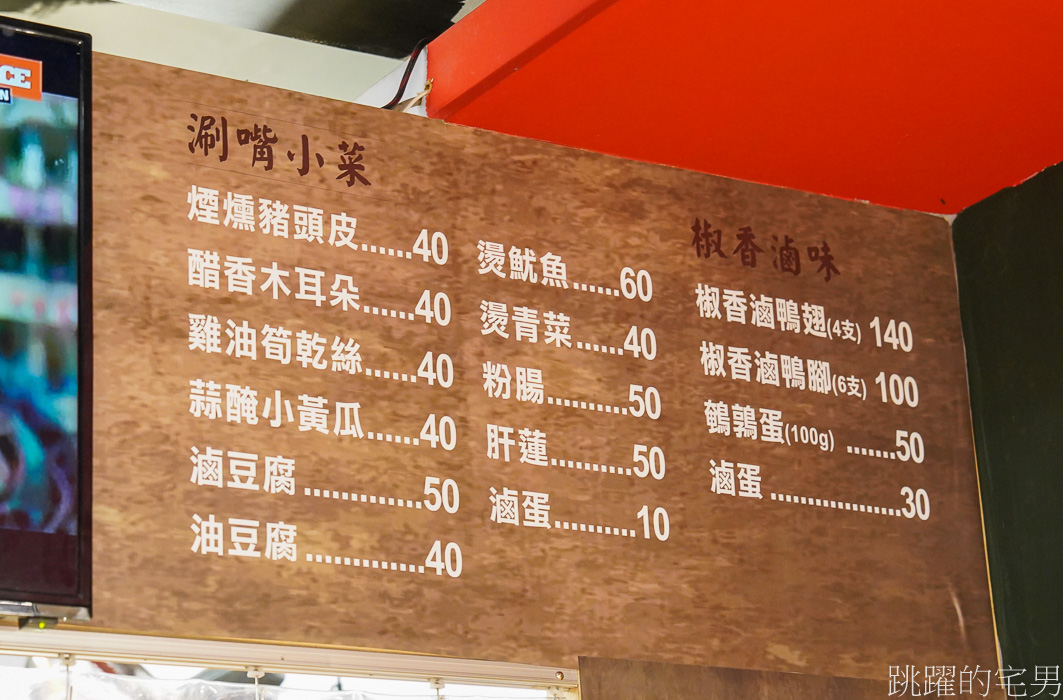 CE
N
涮嘴小菜
煙燻豬頭皮......40
醋香木耳朵......40
雞油筍乾絲......40
蒜醃小黃瓜......40
滷豆腐.............50
油豆腐.............40
燙魷魚......60
燙青菜......40
粉腸..........50
肝蓮..........50
滷蛋..........10
椒香滷味
椒香滷鴨翅(4支) 140
椒香滷鴨腳(6支) 100
鵪鶉蛋(100g) ......50
滷蛋 ................30
跳躍的宅男